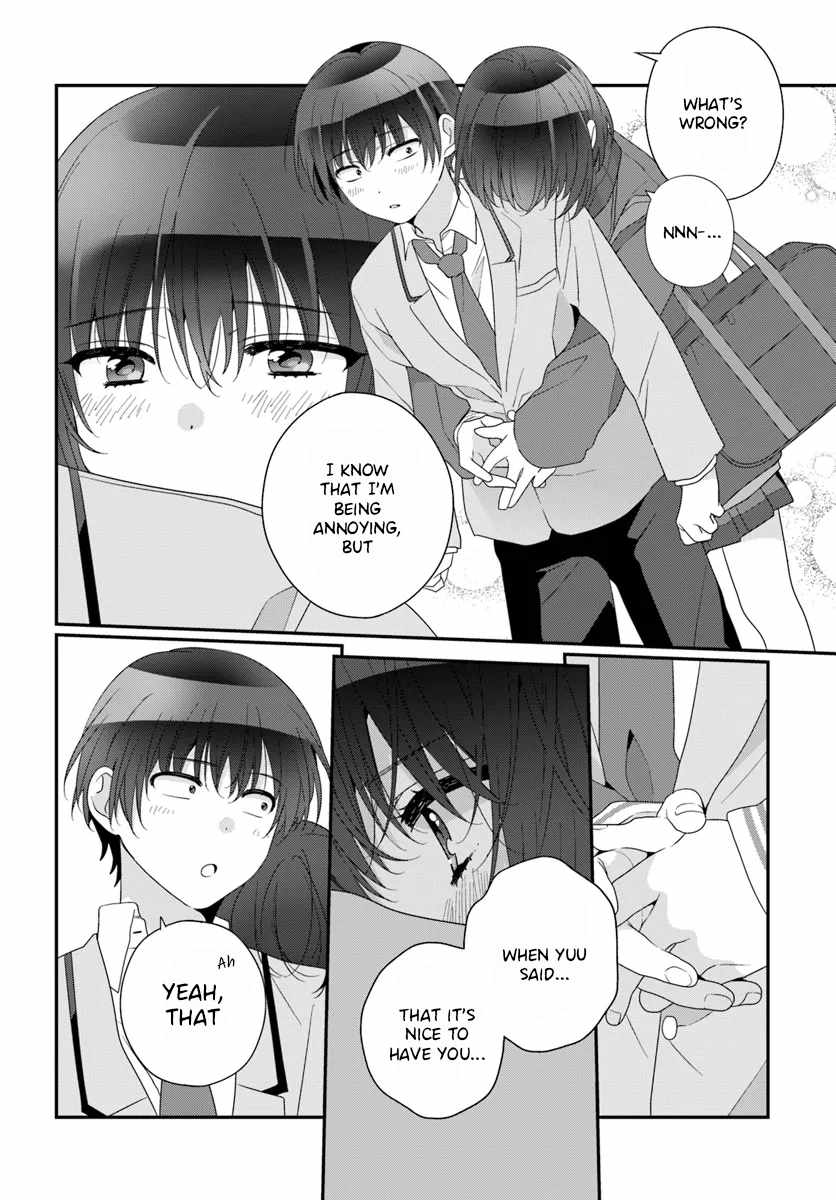 WHAT'S
WRONG?
NNN-...
I KNOW
THAT I'M
BEING
ANNOYING,
BUT
WHEN YUU
SAID...
THAT IT'S
NICE TO
HAVE YOU...
Ah
YEAH,
THAT